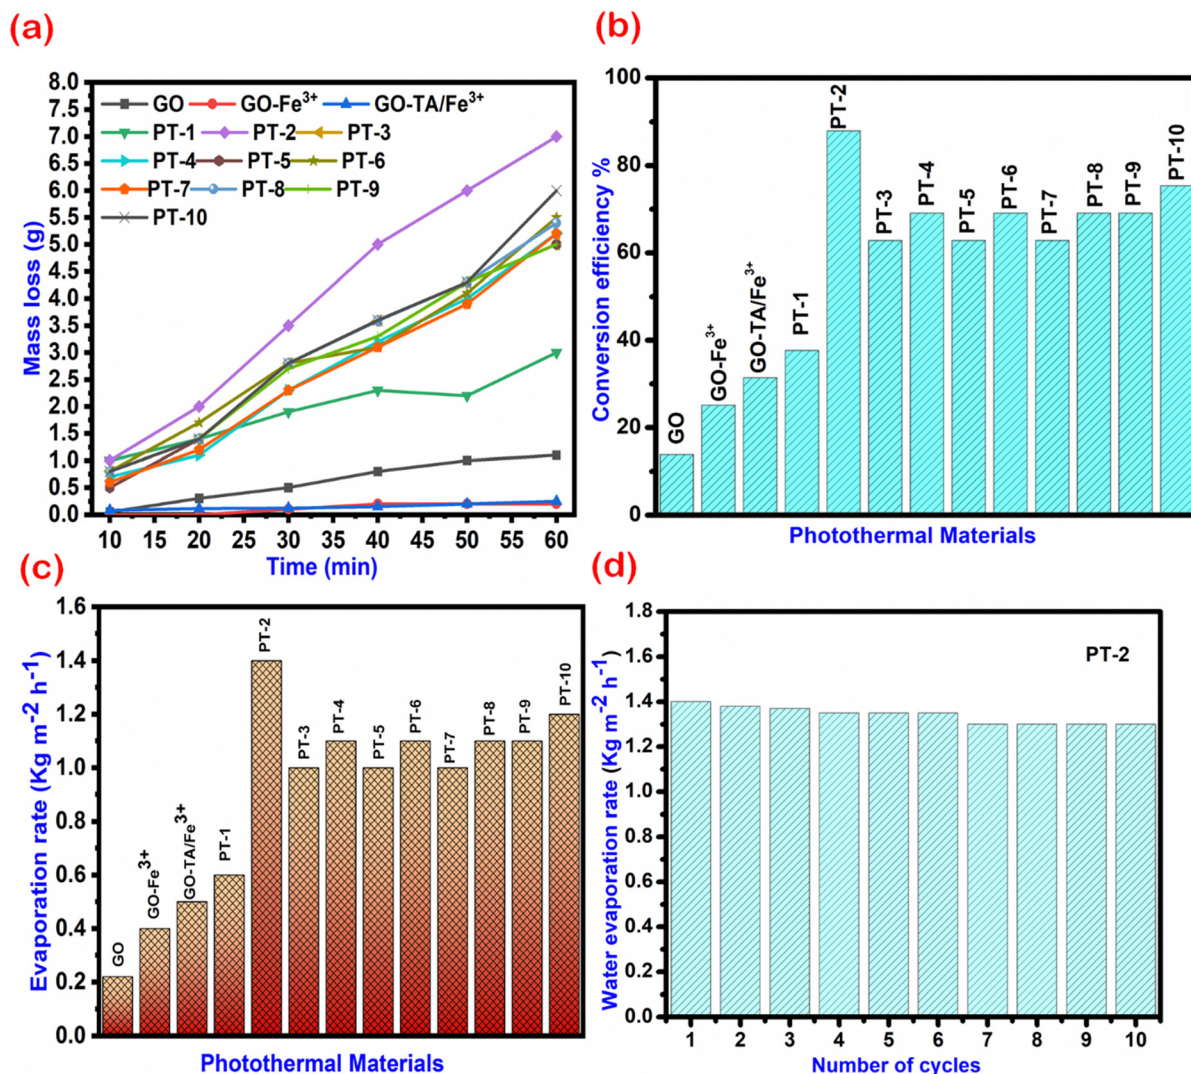 (a)
Mass loss (g)
8.0
7.5
7.0
6.5
6.0
5.5
5.0
4.5
4.0
3.5
3.0
2.5
2.0
1.5
1.0
0.5
0.0
GO GO-Fe³⁺ GO-TA/Fe³⁺
PT-1 PT-2 PT-3
PT-4 PT-5 PT-6
PT-7 PT-8 PT-9
PT-10
10 15 20 25 30 35 40 45 50 55 60
Time (min)
(b)
Conversion efficiency %
100
80
60
40
20
0
GO
GO-Fe³⁺
GO-TA/Fe³⁺
PT-1
PT-2
PT-3
PT-4
PT-5
PT-6
PT-7
PT-8
PT-9
PT-10
Photothermal Materials
(c)
Evaporation rate (Kg m⁻² h⁻¹)
1.6
1.4
1.2
1.0
0.8
0.6
0.4
0.2
0.0
GO
GO-Fe³⁺
GO-TA/Fe³⁺
PT-1
PT-2
PT-3
PT-4
PT-5
PT-6
PT-7
PT-8
PT-9
PT-10
Photothermal Materials
(d)
Water evaporation rate (Kg m⁻² h⁻¹)
1.8
1.6
1.4
1.2
1.0
0.8
0.6
0.4
0.2
0.0
PT-2
1 2 3 4 5 6 7 8 9 10
Number of cycles